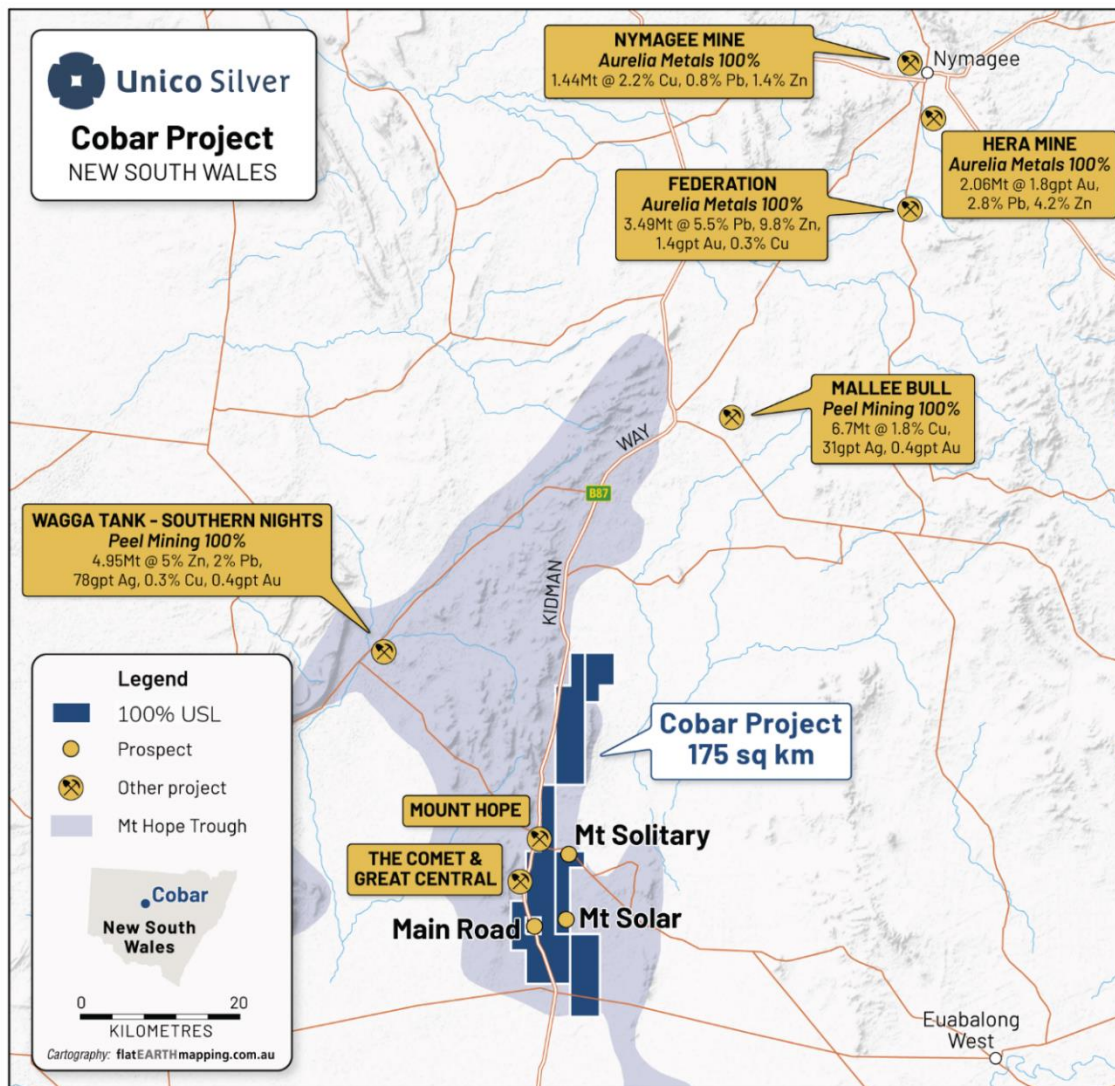 Unico Silver
Cobar Project
NEW SOUTH WALES
NYMAGEE MINE
Aurelia Metals 100%
1.44Mt @ 2.2% Cu, 0.8% Pb, 1.4% Zn
Nymagee
HERA MINE
Aurelia Metals 100%
2.06Mt @ 1.8gpt Au,
2.8% Pb, 4.2% Zn
FEDERATION
Aurelia Metals 100%
3.49Mt @ 5.5% Pb, 9.8% Zn,
1.4gpt Au, 0.3% Cu
MALLEE BULL
Peel Mining 100%
6.7Mt @ 1.8% Cu,
31gpt Ag, 0.4gpt Au
KIDMAN WAY
B87
WAGGA TANK - SOUTHERN NIGHTS
Peel Mining 100%
4.95Mt @ 5% Zn, 2% Pb,
78gpt Ag, 0.3% Cu, 0.4gpt Au
Cobar Project
175 sq km
MOUNT HOPE
Mt Solitary
THE COMET &
GREAT CENTRAL
Main Road
Mt Solar
Euabalong
West
Legend
100% USL
Prospect
Other project
Mt Hope Trough
Cobar
New South
Wales
0 20
KILOMETRES
Cartography: flatEARTHmapping.com.au